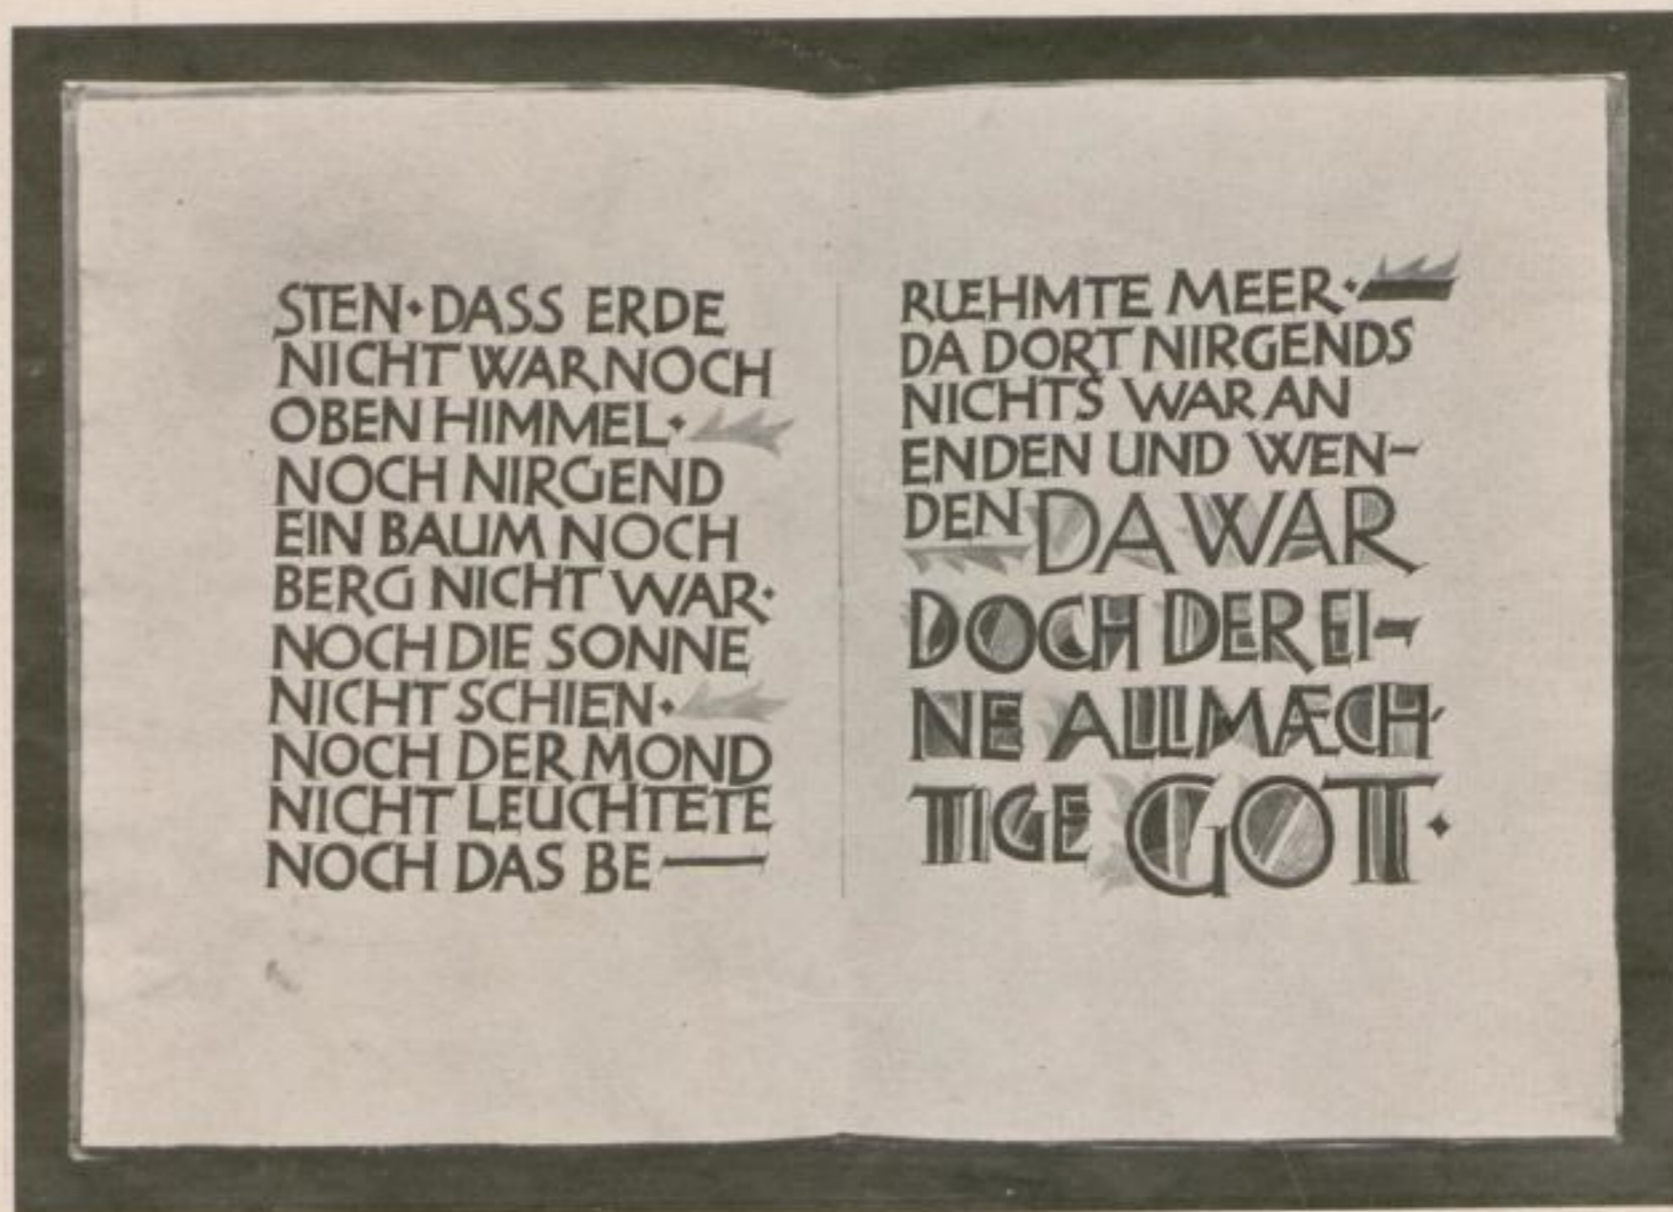 STEN·DASS ERDE
NICHT WAR NOCH
OBEN HIMMEL·
NOCH NIRGEND
EIN BAUM NOCH
BERG NICHT WAR·
NOCH DIE SONNE
NICHT SCHIEN·
NOCH DER MOND
NICHT LEUCHTETE
NOCH DAS BE—
RUEHMTE MEER·
DA DORT NIRGENDS
NICHTS WAR AN
ENDEN UND WEN-
DEN DA WAR
DOCH DER EI-
NE ALLMÆCH-
TIGE GOTT·